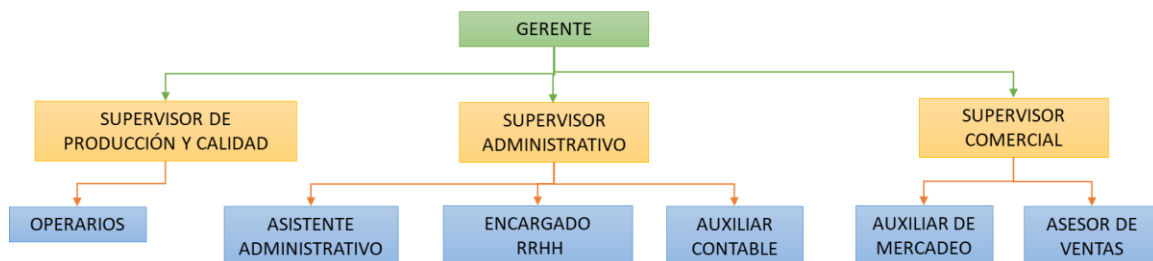 GERENTE
SUPERVISOR DE
PRODUCCIÓN Y CALIDAD
SUPERVISOR
ADMINISTRATIVO
SUPERVISOR
COMERCIAL
OPERARIOS
ASISTENTE
ADMINISTRATIVO
ENCARGADO
RRHH
AUXILIAR
CONTABLE
AUXILIAR DE
MERCADEO
ASESOR DE
VENTAS